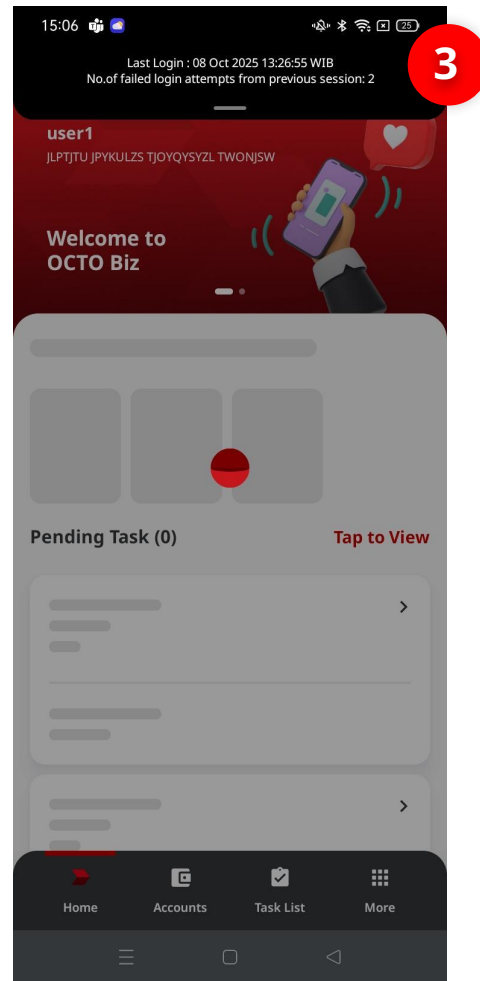 15:06
25
3
Last Login : 08 Oct 2025 13:26:55 WIB
No.of failed login attempts from previous session: 2
user1
JLPTJTU JPYKULZS TJOYQYSYZL TWONJSW
Welcome to
OCTO Biz
Pending Task (0)
Tap to View
Home
Accounts
Task List
More